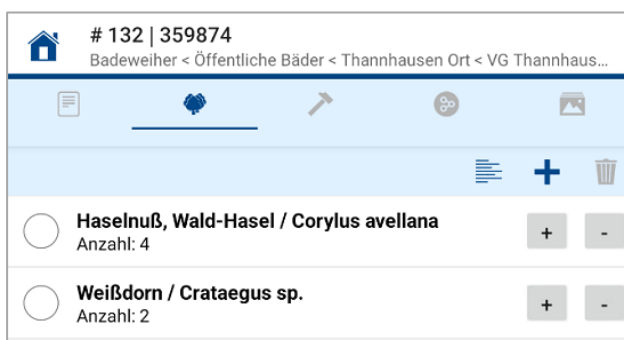 # 132 | 359874
Badeweiher < Öffentliche Bäder < Thannhausen Ort < VG Thannhaus...
Haselnuß, Wald-Hasel / Corylus avellana
Anzahl: 4
+ -
Weißdorn / Crataegus sp.
Anzahl: 2
+ -